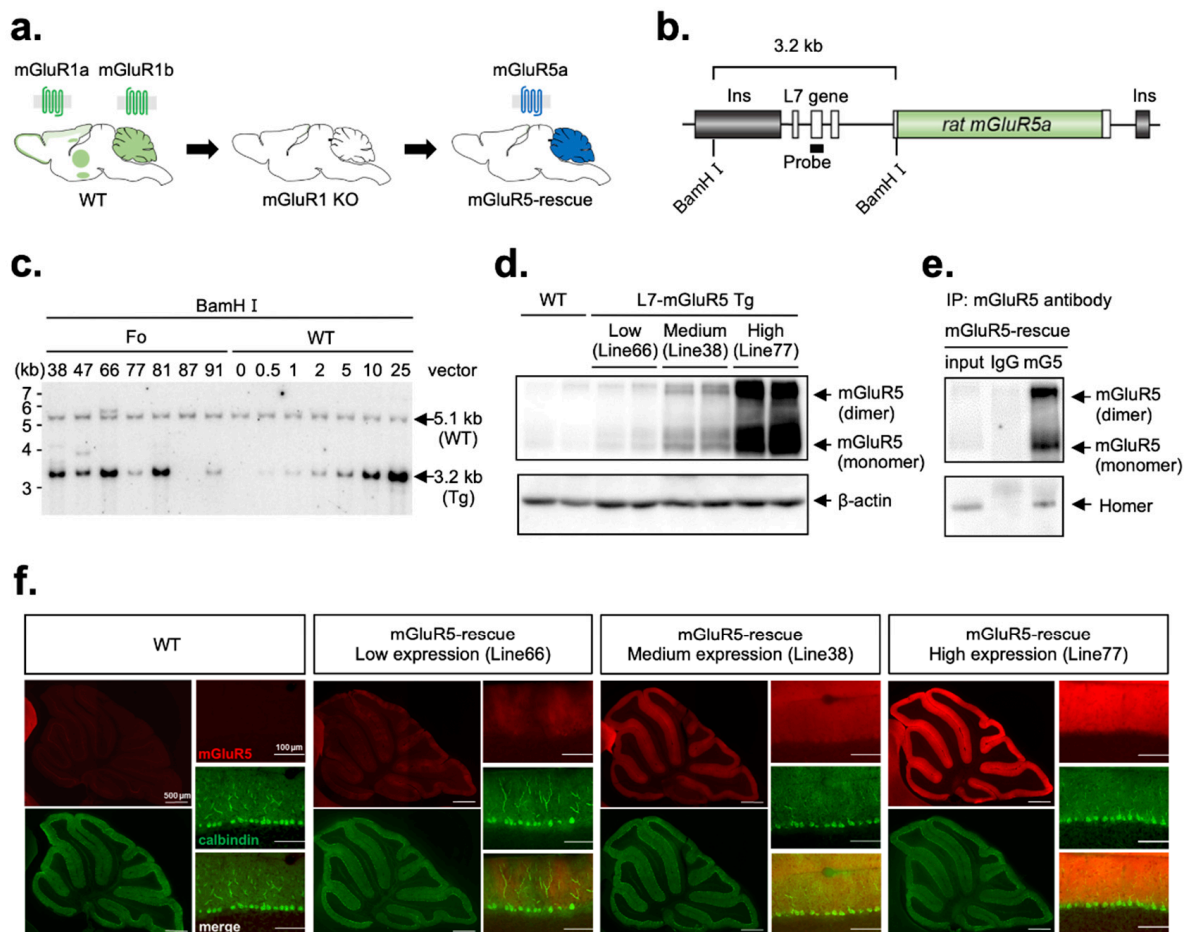 a.
mGluR1a mGluR1b
mGluR5a
WT
mGluR1 KO
mGluR5-rescue
b.
3.2 kb
Ins
L7 gene
Ins
rat mGluR5a
Probe
BamH I
BamH I
c.
BamH I
Fo
WT
(kb) 38 47 66 77 81 87 91 0 0.5 1 2 5 10 25 vector
7
6
5
4
3
5.1 kb
(WT)
3.2 kb
(Tg)
d.
WT
L7-mGluR5 Tg
Low
(Line66)
Medium
(Line38)
High
(Line77)
mGluR5
(dimer)
mGluR5
(monomer)
β-actin
e.
IP: mGluR5 antibody
mGluR5-rescue
input IgG mG5
mGluR5
(dimer)
mGluR5
(monomer)
Homer
f.
WT
mGluR5-rescue
Low expression (Line66)
mGluR5-rescue
Medium expression (Line38)
mGluR5-rescue
High expression (Line77)
mGluR5
100 µm
500 µm
calbindin
merge